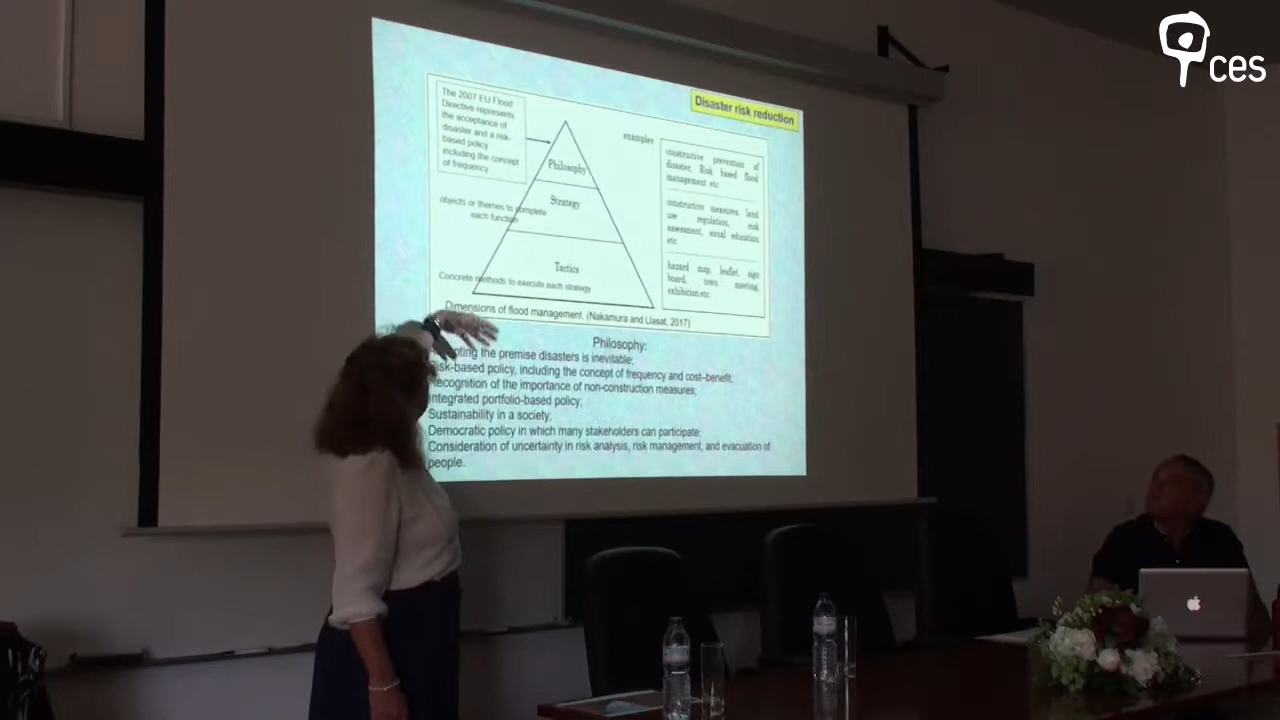 ces
Disaster risk reduction
The 2007 EU Flood
Directive represents
the acceptance of
disaster and a risk-
based policy
including the concept
of frequency
examples
Philosophy
constructive prevention of
disaster, Risk based flood
management etc.
objects or themes to complete
each function
Strategy
constructive measures, land
use regulation, risk
assessment, social education
etc.
Tactics
Concrete methods to execute each strategy
hazard map, leaflet, sign
board, town meeting,
exhibition etc.
Dimensions of flood management. (Nakamura and Llasat, 2017)
Philosophy:
the premise disasters is inevitable;
Risk-based policy, including the concept of frequency and cost–benefit;
Recognition of the importance of non-construction measures;
Integrated portfolio-based policy;
Sustainability in a society;
Democratic policy in which many stakeholders can participate;
Consideration of uncertainty in risk analysis, risk management, and evacuation of
people.